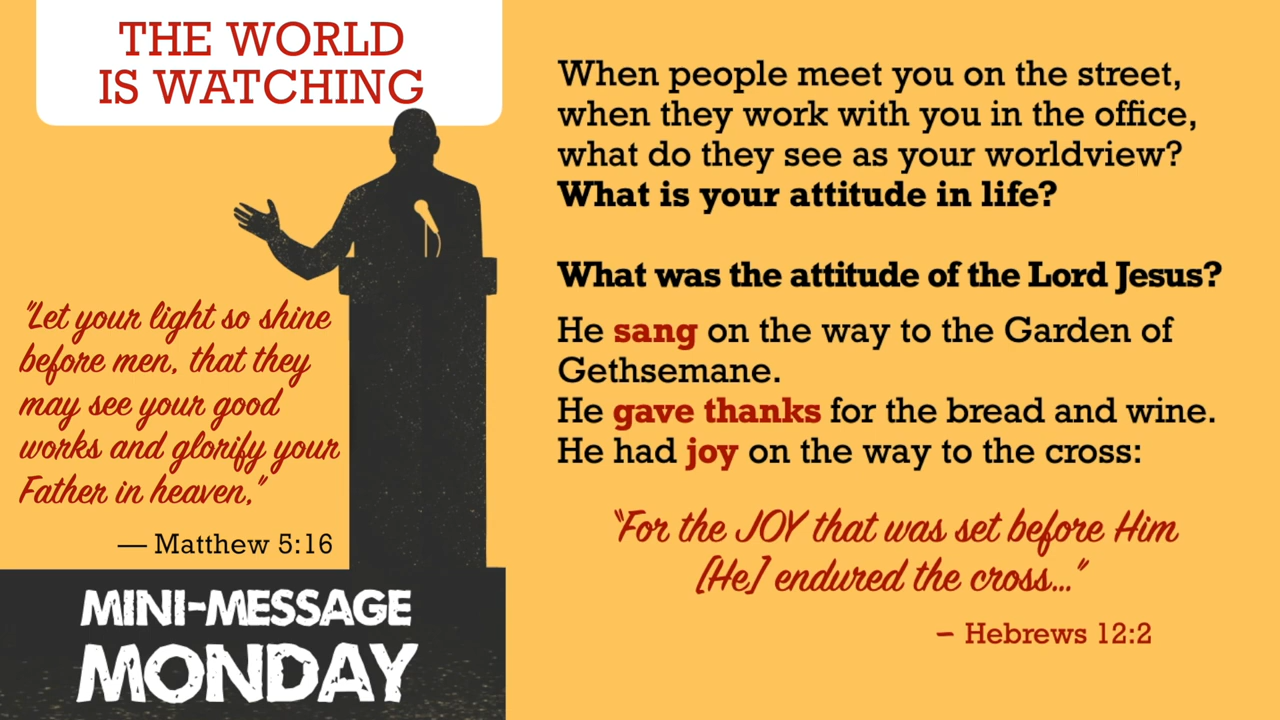 THE WORLD
IS WATCHING
"Let your light so shine
before men, that they
may see your good
works and glorify your
Father in heaven,"
— Matthew 5:16
MINI-MESSAGE
MONDAY
When people meet you on the street,
when they work with you in the office,
what do they see as your worldview?
What is your attitude in life?
What was the attitude of the Lord Jesus?
He sang on the way to the Garden of
Gethsemane.
He gave thanks for the bread and wine.
He had joy on the way to the cross:
"For the JOY that was set before Him
[He] endured the cross..."
– Hebrews 12:2